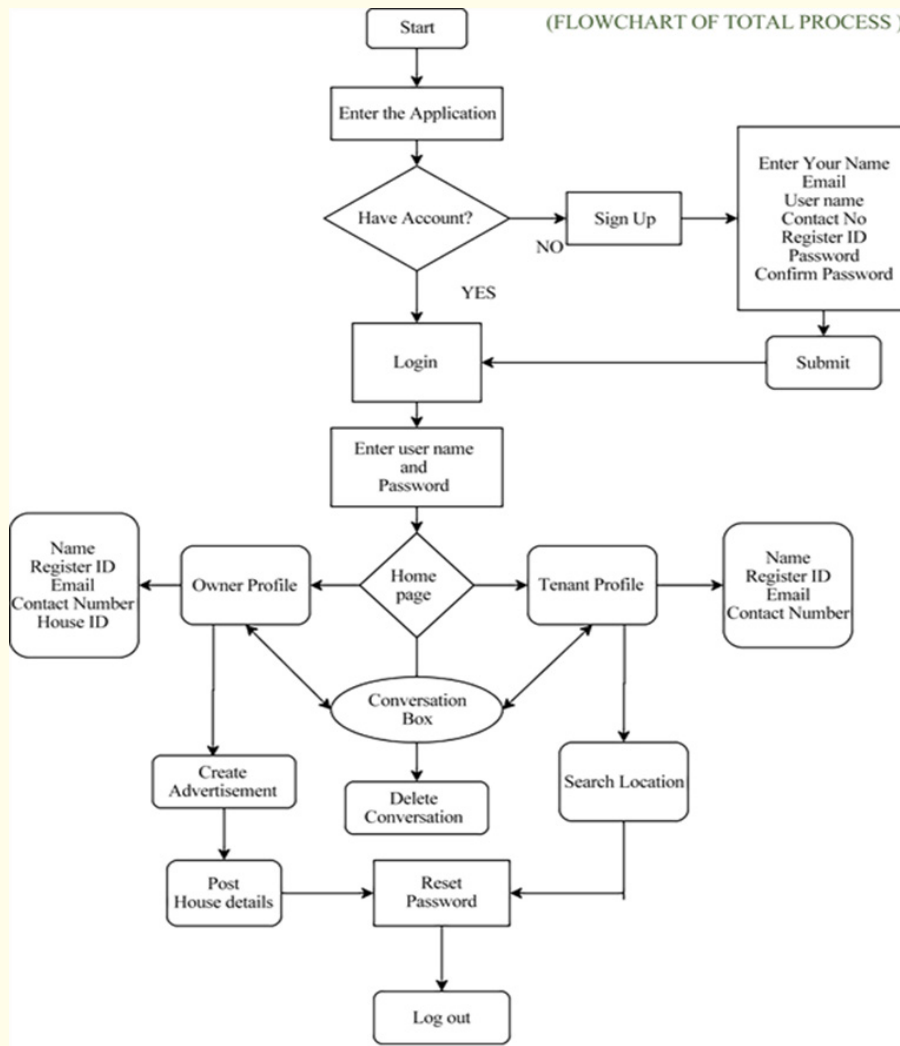 (FLOWCHART OF TOTAL PROCESS )
Start
Enter the Application
Have Account?
NO
Sign Up
Enter Your Name
Email
User name
Contact No
Register ID
Password
Confirm Password
YES
Login
Submit
Enter user name
and
Password
Name
Register ID
Email
Contact Number
House ID
Owner Profile
Home
page
Tenant Profile
Name
Register ID
Email
Contact Number
Conversation
Box
Create
Advertisement
Delete
Conversation
Search Location
Post
House details
Reset
Password
Log out